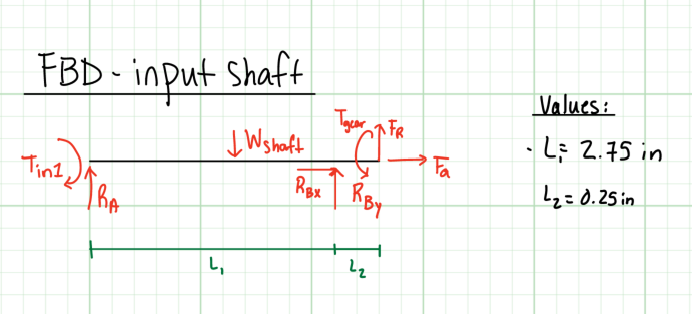 FBD - input shaft
Values:
- L₁ = 2.75 in
L₂ = 0.25 in
Tgear
FR
Wshaft
Tin1
Fa
RA
RBx
RBy
L₁
L₂